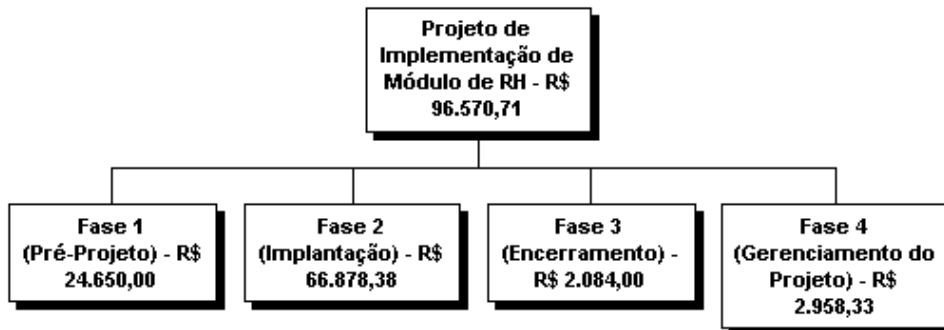 Projeto de
Implementação de
Módulo de RH - R$
96.570,71
Fase 1
(Pré-Projeto) - R$
24.650,00
Fase 2
(Implantação) - R$
66.878,38
Fase 3
(Encerramento) -
R$ 2.084,00
Fase 4
(Gerenciamento do
Projeto) - R$
2.958,33